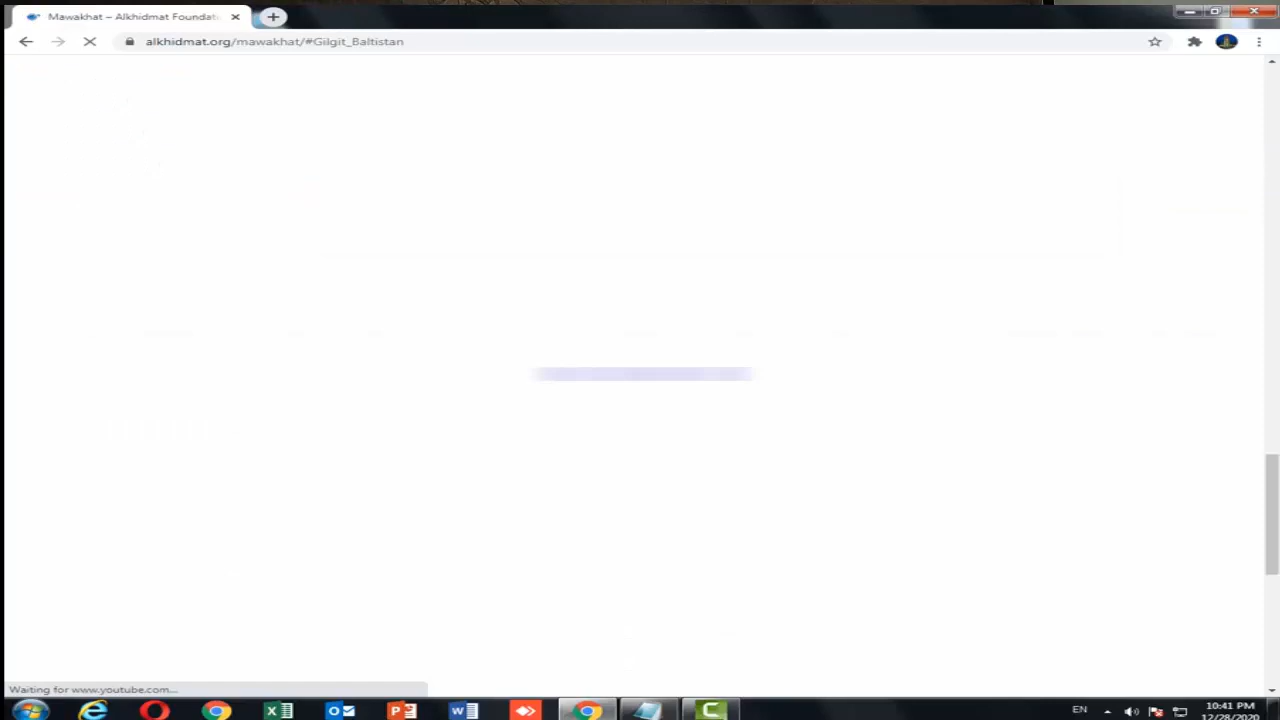 Mawakhat – Alkhidmat Foundati
alkhidmat.org/mawakhat/#Gilgit_Baltistan
Waiting for www.youtube.com...
EN
10:41 PM
12/28/2020